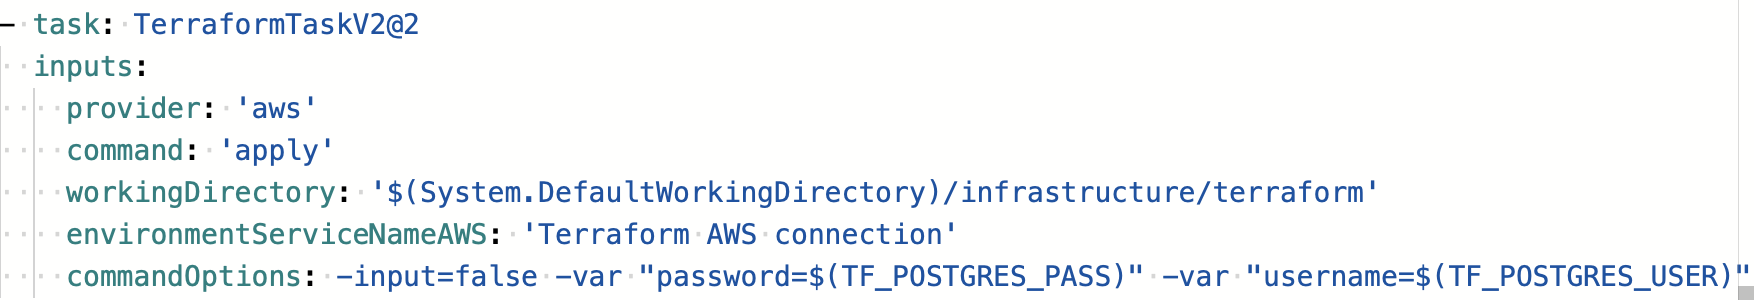 - task: TerraformTaskV2@2
inputs:
provider: 'aws'
command: 'apply'
workingDirectory: '$(System.DefaultWorkingDirectory)/infrastructure/terraform'
environmentServiceNameAWS: 'Terraform AWS connection'
commandOptions: -input=false -var "password=$(TF_POSTGRES_PASS)" -var "username=$(TF_POSTGRES_USER)"